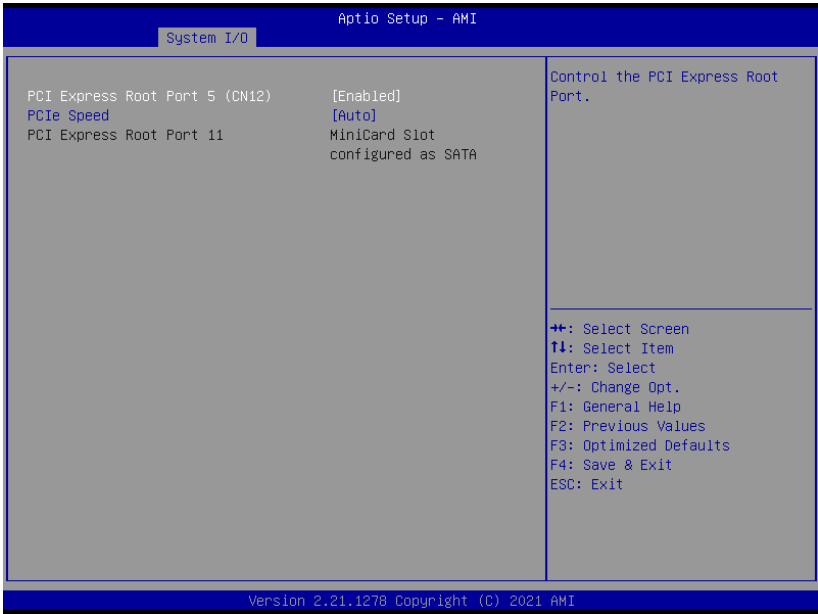 Aptio Setup – AMI
System I/O
PCI Express Root Port 5 (CN12) [Enabled]
PCIe Speed [Auto]
PCI Express Root Port 11 MiniCard Slot
configured as SATA
Control the PCI Express Root
Port.
→←: Select Screen
↑↓: Select Item
Enter: Select
+/-: Change Opt.
F1: General Help
F2: Previous Values
F3: Optimized Defaults
F4: Save & Exit
ESC: Exit
Version 2.21.1278 Copyright (C) 2021 AMI